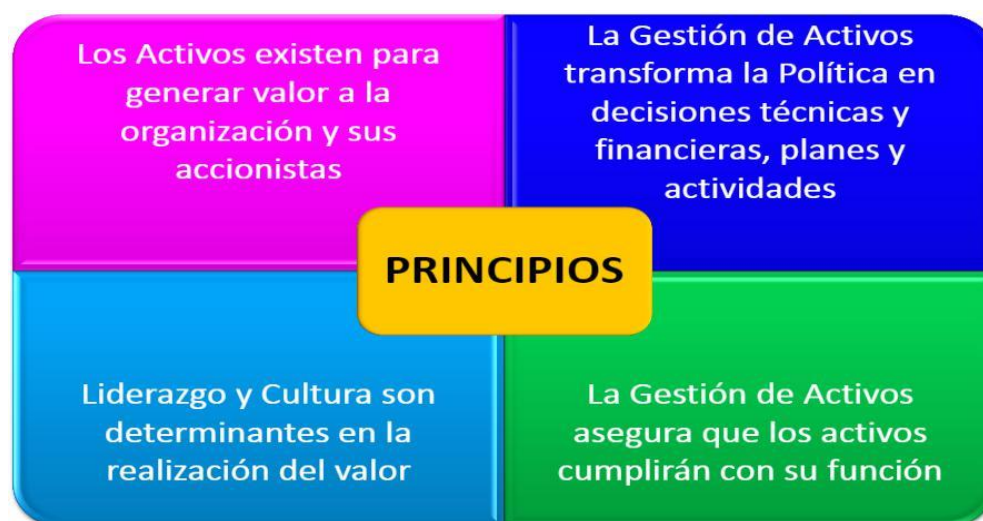 Los Activos existen para
generar valor a la
organización y sus
accionistas
La Gestión de Activos
transforma la Política en
decisiones técnicas y
financieras, planes y
actividades
PRINCIPIOS
Liderazgo y Cultura son
determinantes en la
realización del valor
La Gestión de Activos
asegura que los activos
cumplirán con su función